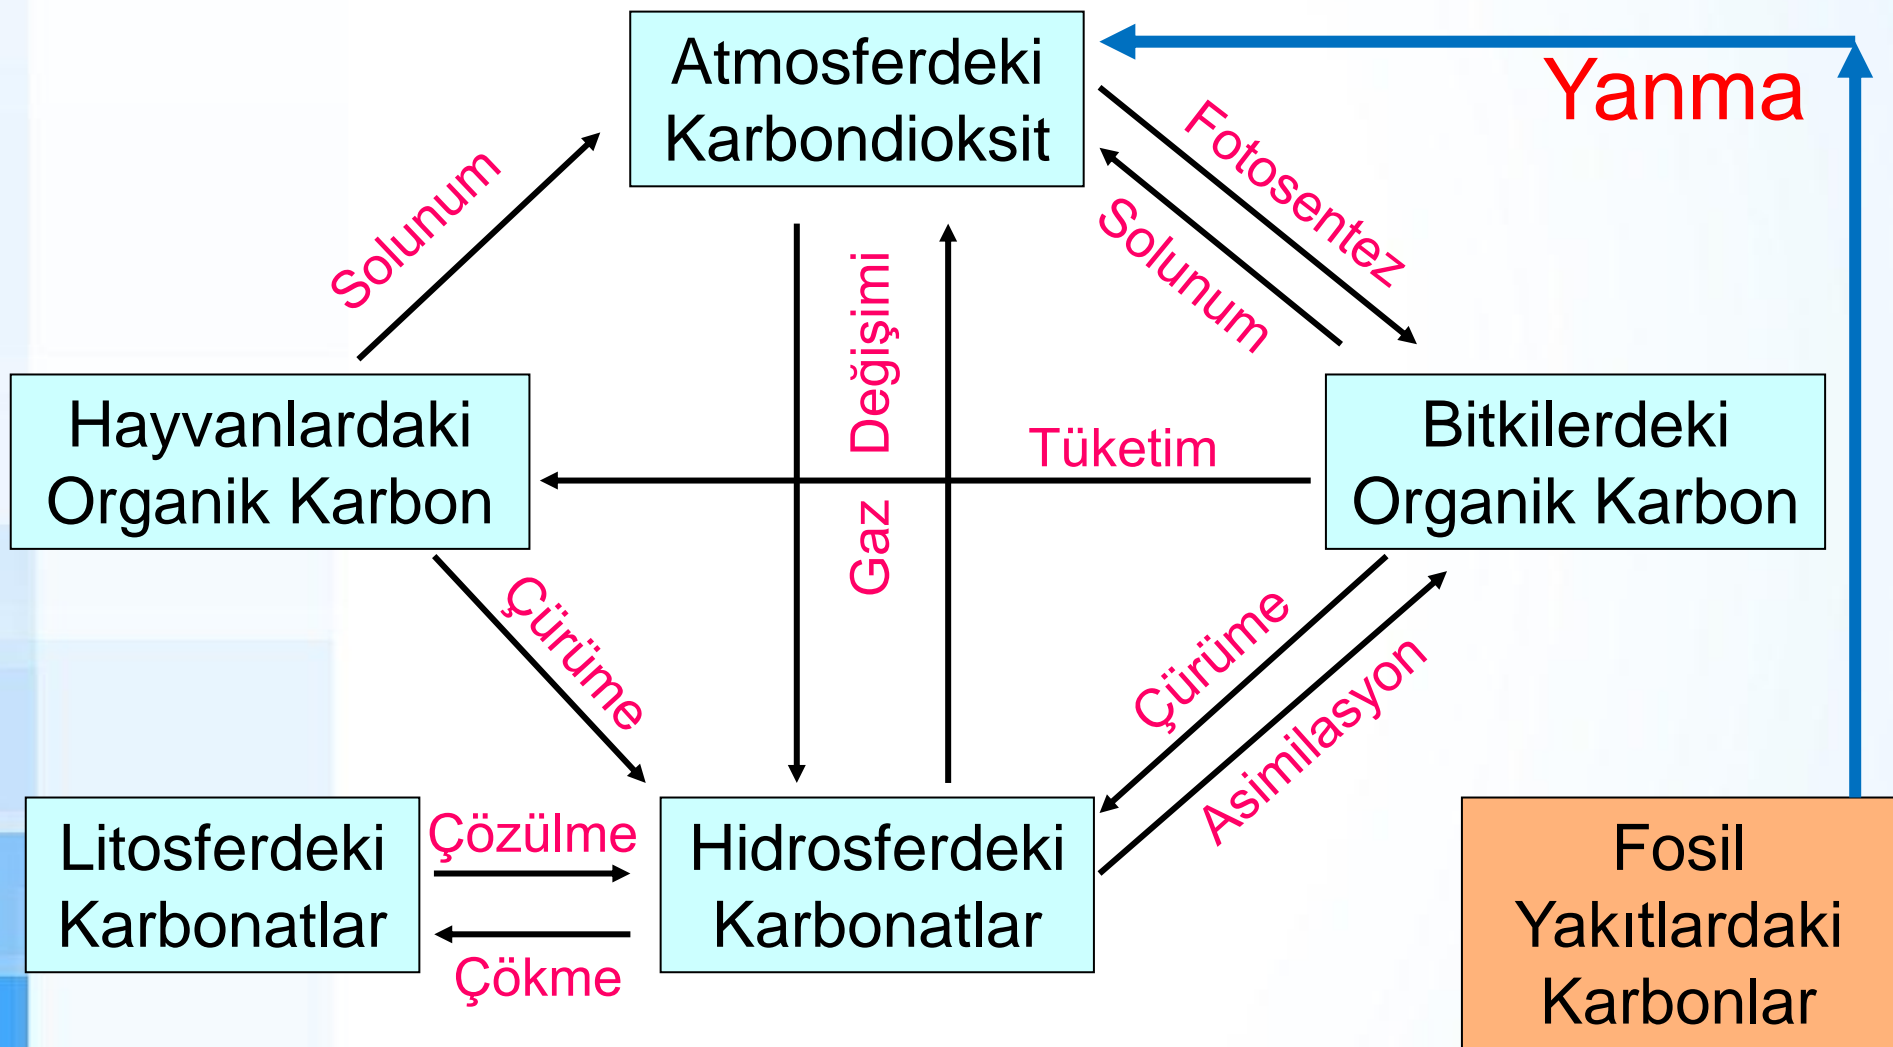 Atmosferdeki
Karbondioksit
Yanma
Solunum
Fotosentez
Solunum
Gaz Değişimi
Hayvanlardaki
Organik Karbon
Tüketim
Bitkilerdeki
Organik Karbon
Çürüme
Çürüme
Asimilasyon
Litosferdeki
Karbonatlar
Çözülme
Çökme
Hidrosferdeki
Karbonatlar
Fosil
Yakıtlardaki
Karbonlar